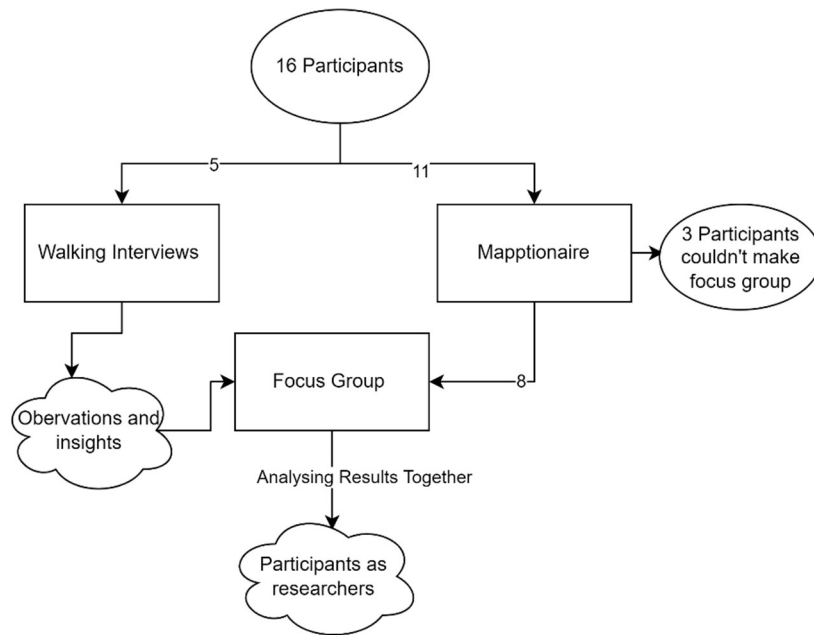 16 Participants
5
11
Walking Interviews
Mapptionaire
3 Participants
couldn't make
focus group
Focus Group
8
Obervations and
insights
Analysing Results Together
Participants as
researchers